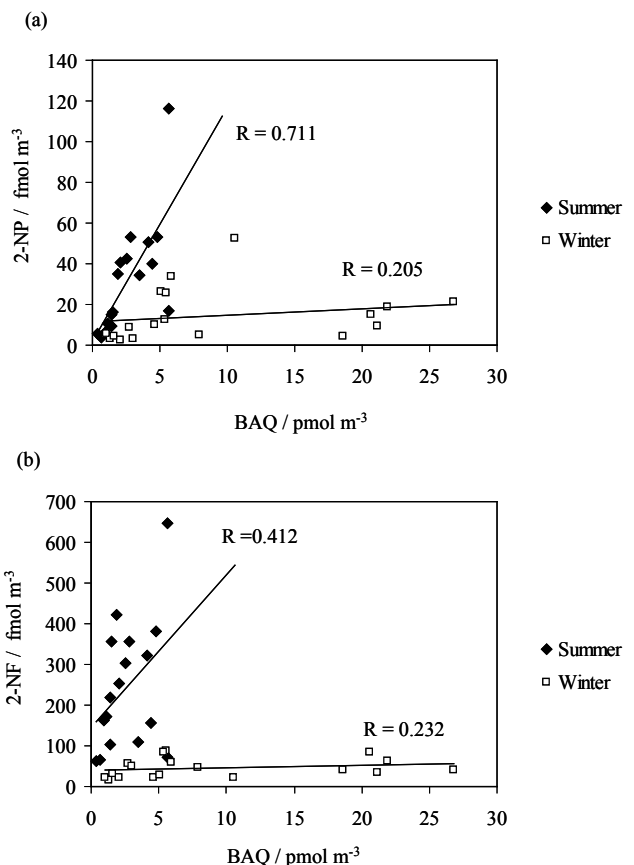 (a)
140
120
100
80
60
40
20
0
2-NP / fmol m-3
R = 0.711
R = 0.205
Summer
Winter
0 5 10 15 20 25 30
BAQ / pmol m-3
(b)
700
600
500
400
300
200
100
0
2-NF / fmol m-3
R =0.412
R = 0.232
Summer
Winter
0 5 10 15 20 25 30
BAQ / pmol m-3